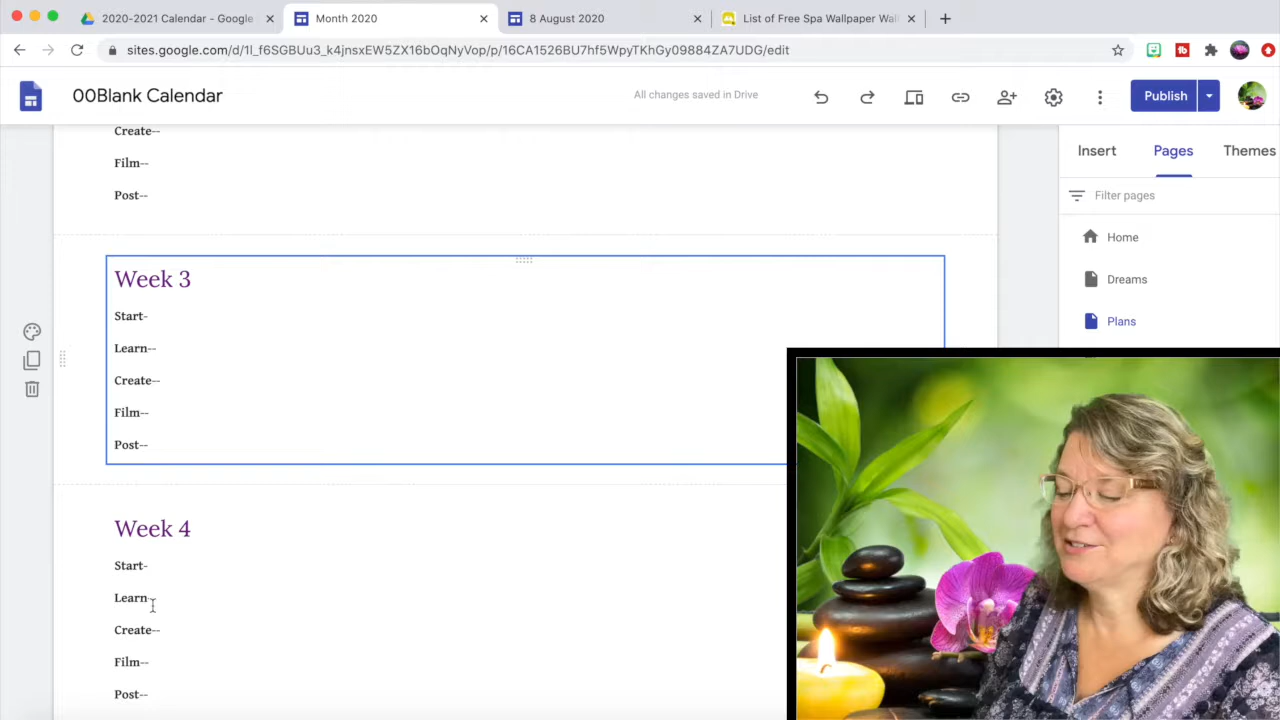 2020-2021 Calendar - Google
Month 2020
8 August 2020
List of Free Spa Wallpaper Wal
sites.google.com/d/1l_f6SGBUu3_k4jnsxEW5ZX16bOqNyVop/p/16CA1526BU7hf5WpyTKhGy09884ZA7UDG/edit
00Blank Calendar
All changes saved in Drive
Publish
Insert
Pages
Themes
Filter pages
Home
Dreams
Plans
Create--
Film--
Post--
Week 3
Start-
Learn--
Create--
Film--
Post--
Week 4
Start-
Learn-
Create--
Film--
Post--